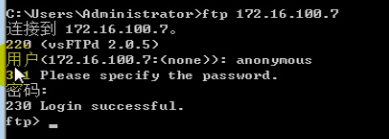 C:\Users\Administrator>ftp 172.16.100.7
连接到 172.16.100.7。
220 (vsFTPd 2.0.5)
用户(172.16.100.7:(none)): anonymous
331 Please specify the password.
密码:
230 Login successful.
ftp> _